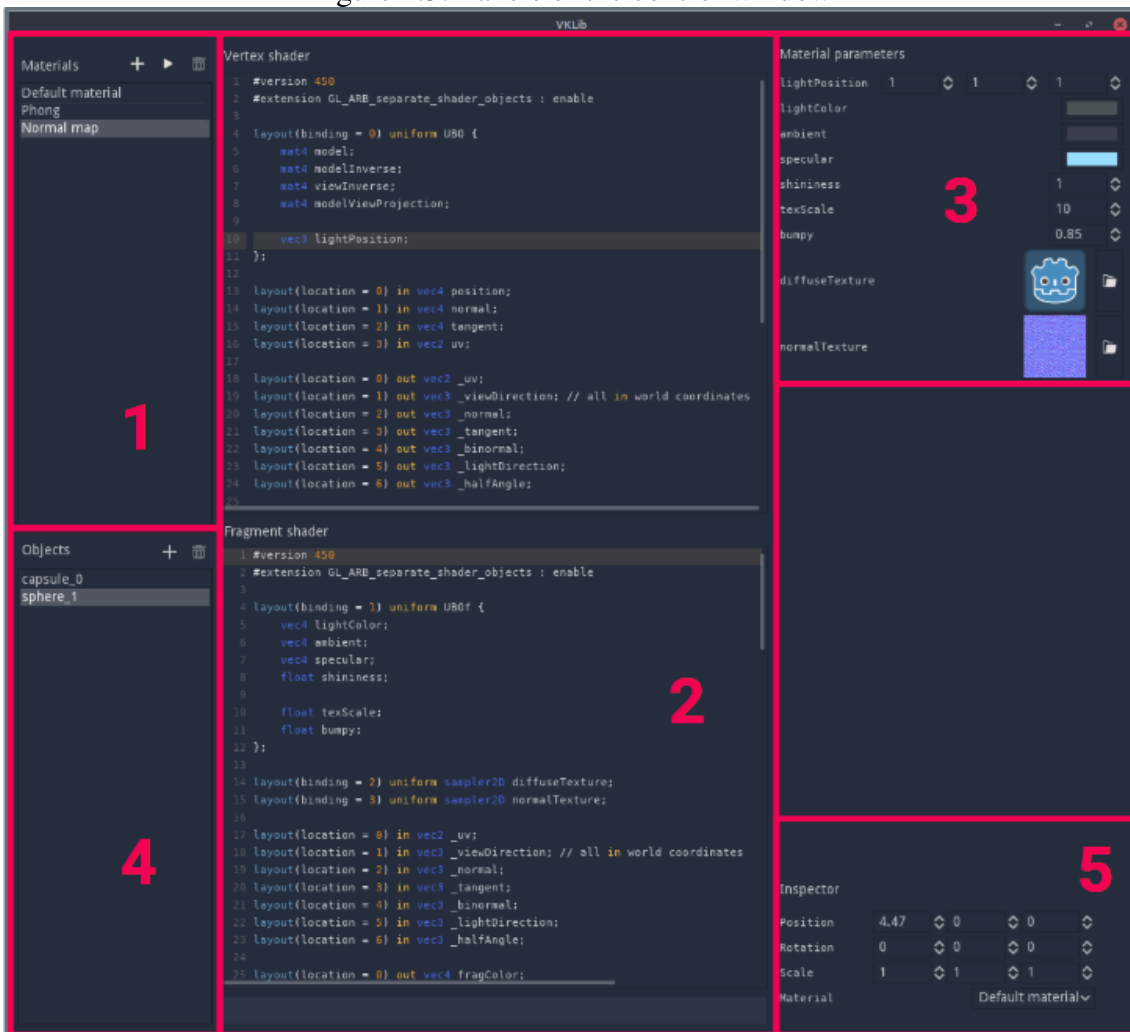 VKLib
Materials
Default material
Phong
Normal map
1
Vertex shader
1 #version 450
2 #extension GL_ARB_separate_shader_objects : enable
3
4 layout(binding = 0) uniform UBO {
5 mat4 model;
6 mat4 modelInverse;
7 mat4 viewInverse;
8 mat4 modelViewProjection;
9
10 vec3 lightPosition;
11 };
12
13 layout(location = 0) in vec4 position;
14 layout(location = 1) in vec4 normal;
15 layout(location = 2) in vec4 tangent;
16 layout(location = 3) in vec2 uv;
17
18 layout(location = 0) out vec2 _uv;
19 layout(location = 1) out vec3 _viewDirection; // all in world coordinates
20 layout(location = 2) out vec3 _normal;
21 layout(location = 3) out vec3 _tangent;
22 layout(location = 4) out vec3 _binormal;
23 layout(location = 5) out vec3 _lightDirection;
24 layout(location = 6) out vec3 _halfAngle;
25
Fragment shader
1 #version 450
2 #extension GL_ARB_separate_shader_objects : enable
3
4 layout(binding = 1) uniform UBOf {
5 vec4 lightColor;
6 vec4 ambient;
7 vec4 specular;
8 float shininess;
9
10 float texScale;
11 float bumpy;
12 };
13
14 layout(binding = 2) uniform sampler2D diffuseTexture;
15 layout(binding = 3) uniform sampler2D normalTexture;
16
17 layout(location = 0) in vec2 _uv;
18 layout(location = 1) in vec3 _viewDirection; // all in world coordinates
19 layout(location = 2) in vec3 _normal;
20 layout(location = 3) in vec3 _tangent;
21 layout(location = 4) in vec3 _binormal;
22 layout(location = 5) in vec3 _lightDirection;
23 layout(location = 6) in vec3 _halfAngle;
24
25 layout(location = 0) out vec4 fragColor;
2
Material parameters
lightPosition 1 1 1
lightColor
ambient
specular
shininess 1
texScale 10
bumpy 0.85
diffuseTexture
normalTexture
3
Objects
capsule_0
sphere_1
4
5
Inspector
Position 4.47 0 0
Rotation 0 0 0
Scale 1 1 1
Material Default material